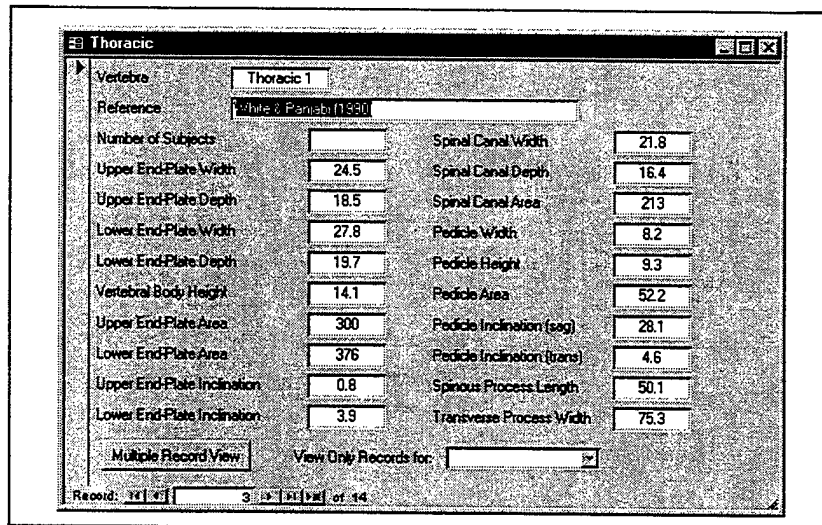 Thoracic
Vertebra Thoracic 1
Reference White & Panjabi (1990)
Number of Subjects Spinal Canal Width 21.8
Upper End-Plate Width 24.5 Spinal Canal Depth 16.4
Upper End-Plate Depth 18.5 Spinal Canal Area 213
Lower End-Plate Width 27.8 Pedicle Width 8.2
Lower End-Plate Depth 19.7 Pedicle Height 9.3
Vertebral Body Height 14.1 Pedicle Area 52.2
Upper End-Plate Area 300 Pedicle Inclination (sag) 28.1
Lower End-Plate Area 376 Pedicle Inclination (trans) 4.6
Upper End-Plate Inclination 0.8 Spinous Process Length 50.1
Lower End-Plate Inclination 3.9 Transverse Process Width 75.3
Multiple Record View View Only Records for:
Record: 3 of 14